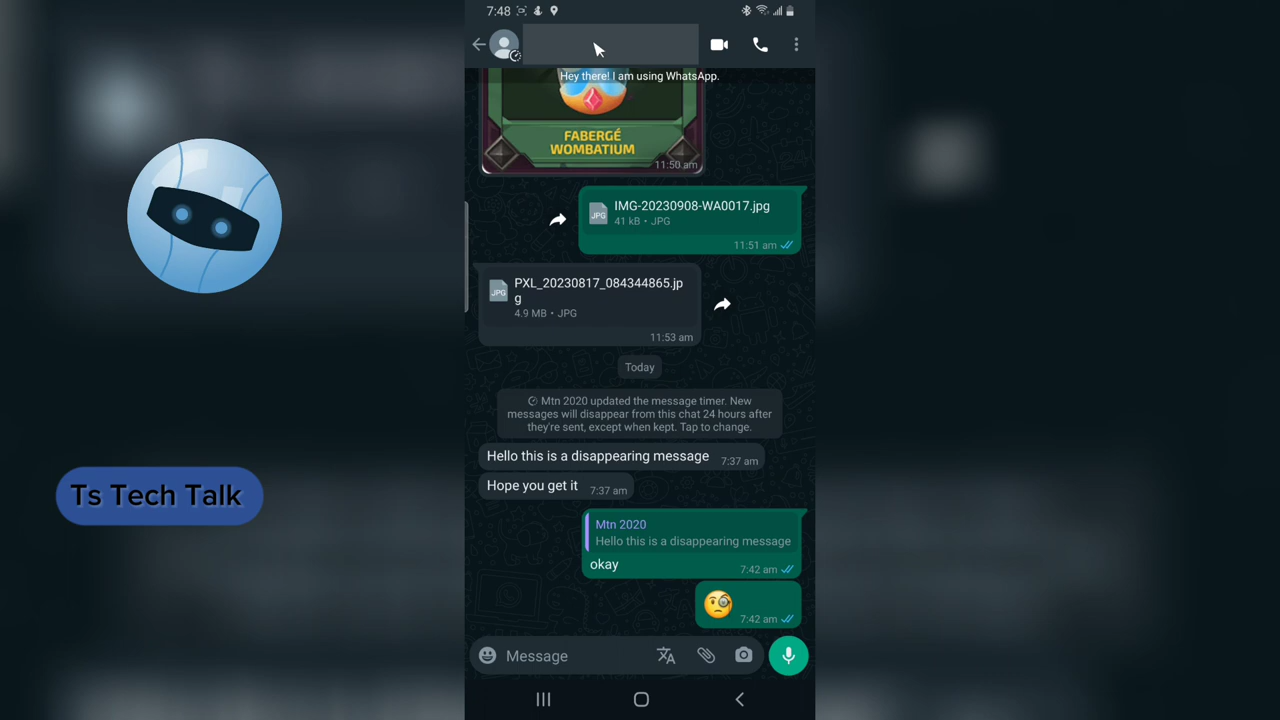 7:48
Hey there! I am using WhatsApp.
FABERGÉ
WOMBATIUM
11:50 am
JPG
IMG-20230908-WA0017.jpg
41 kB • JPG
11:51 am
JPG
PXL_20230817_084344865.jp
g
4.9 MB • JPG
11:53 am
Today
Mtn 2020 updated the message timer. New
messages will disappear from this chat 24 hours after
they're sent, except when kept. Tap to change.
Hello this is a disappearing message 7:37 am
Hope you get it 7:37 am
Ts Tech Talk
Mtn 2020
Hello this is a disappearing message
okay
7:42 am
7:42 am
Message